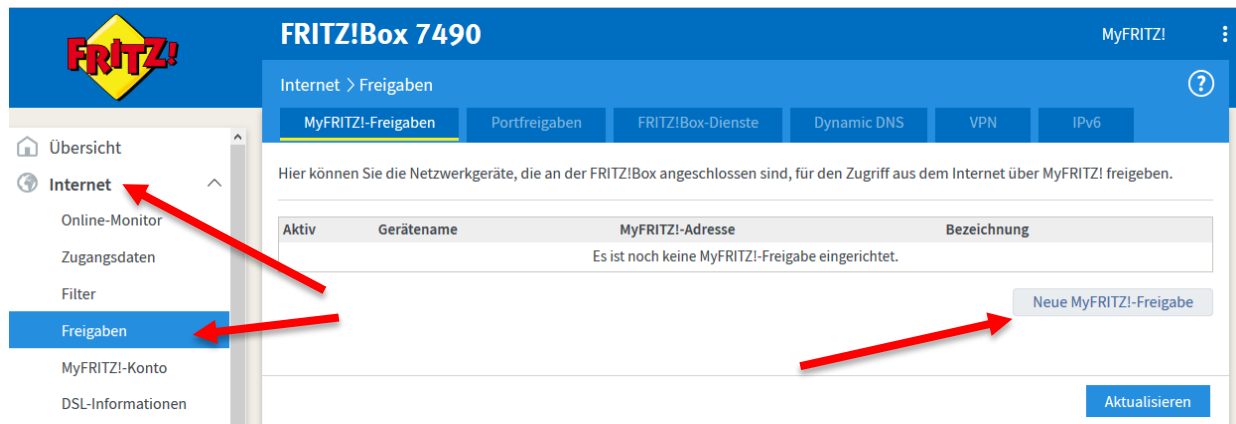 FRITZ!
FRITZ!Box 7490
MyFRITZ!
Internet > Freigaben
?
MyFRITZ!-Freigaben Portfreigaben FRITZ!Box-Dienste Dynamic DNS VPN IPv6
Übersicht
Internet
Online-Monitor
Zugangsdaten
Filter
Freigaben
MyFRITZ!-Konto
DSL-Informationen
Hier können Sie die Netzwerkgeräte, die an der FRITZ!Box angeschlossen sind, für den Zugriff aus dem Internet über MyFRITZ! freigeben.
Aktiv Gerätename MyFRITZ!-Adresse Bezeichnung
Es ist noch keine MyFRITZ!-Freigabe eingerichtet.
Neue MyFRITZ!-Freigabe
Aktualisieren